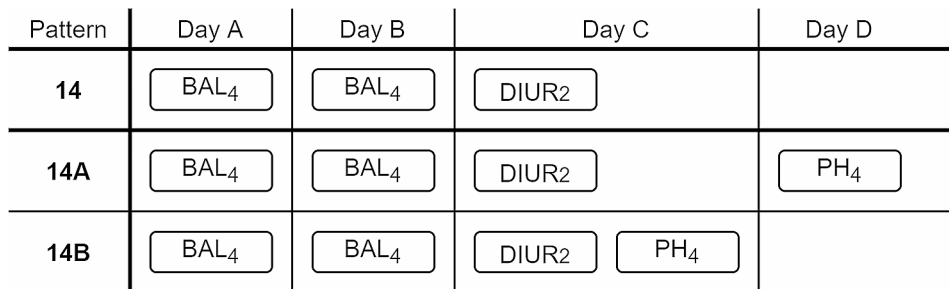 Pattern Day A Day B Day C Day D
14 BAL4 BAL4 DIUR2
14A BAL4 BAL4 DIUR2 PH4
14B BAL4 BAL4 DIUR2 PH4